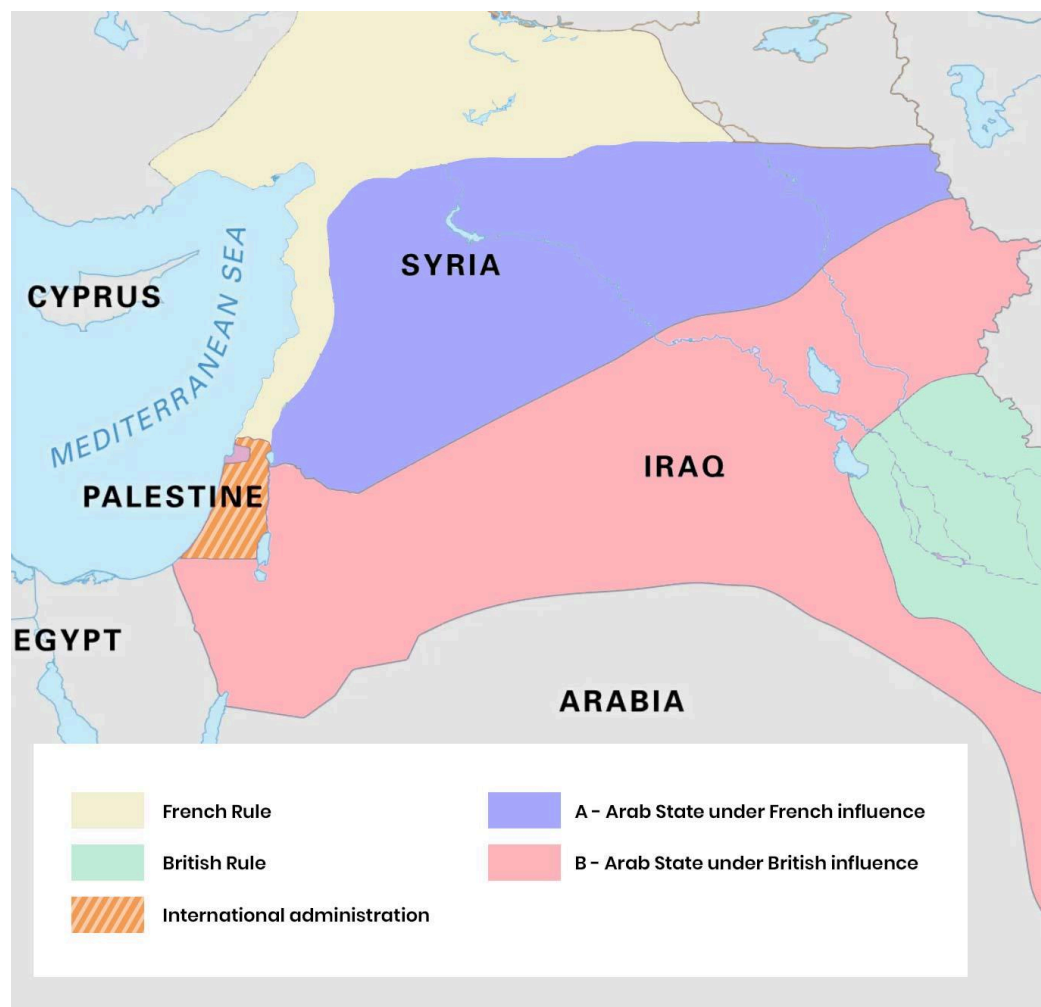 SYRIA
CYPRUS
MEDITERRANEAN SEA
IRAQ
PALESTINE
EGYPT
ARABIA
French Rule
A - Arab State under French influence
British Rule
B - Arab State under British influence
International administration